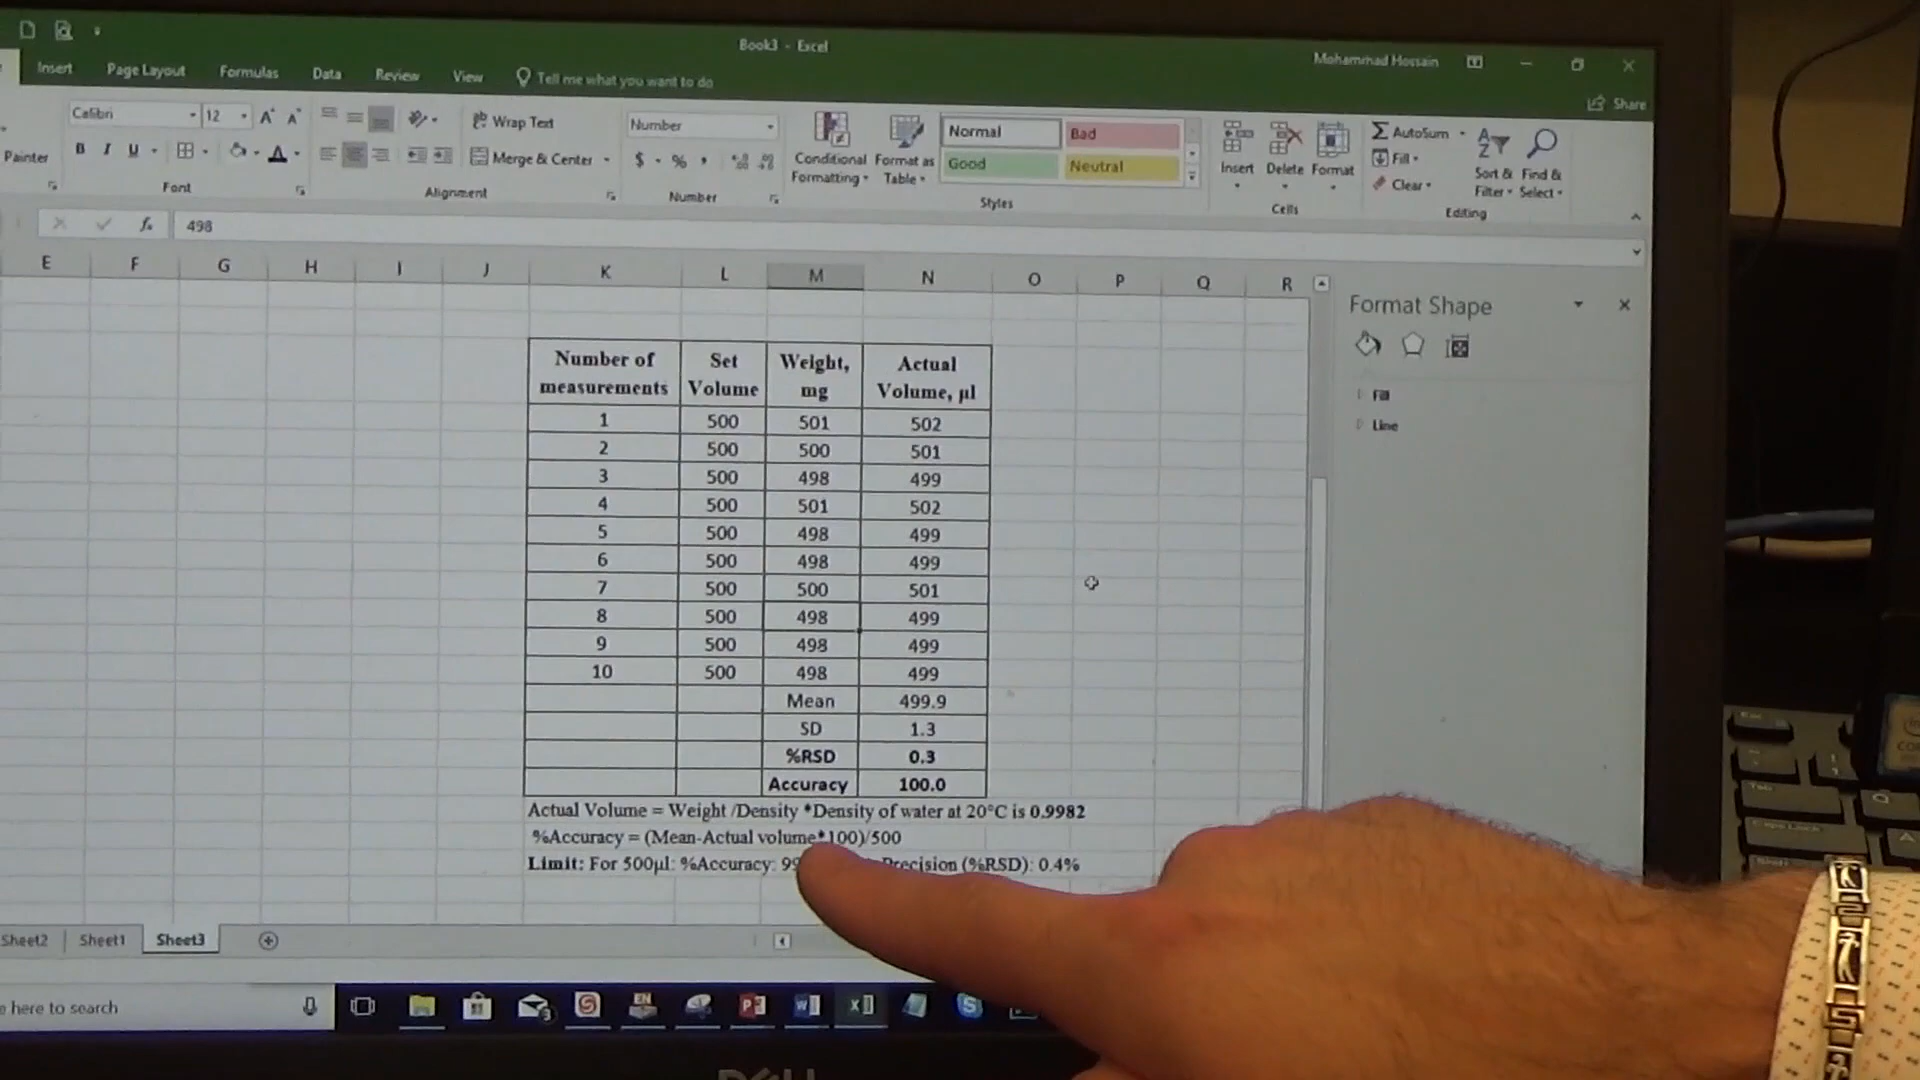 Book3 - Excel
Mohammad Hossain
Insert Page Layout Formulas Data Review View Tell me what you want to do
Share
Calibri 12
Wrap Text
Number
Normal Bad
AutoSum
Painter
Merge & Center
Conditional Formatting
Format as Table
Good Neutral
Insert Delete Format
Fill
Clear
Sort & Filter
Find & Select
Font Alignment Number Styles Cells Editing
fx 498
E F G H I J K L M N O P Q R
Format Shape
Fill
Line
Number of measurements Set Volume Weight, mg Actual Volume, µl
1 500 501 502
2 500 500 501
3 500 498 499
4 500 501 502
5 500 498 499
6 500 498 499
7 500 500 501
8 500 498 499
9 500 498 499
10 500 498 499
Mean 499.9
SD 1.3
%RSD 0.3
Accuracy 100.0
Actual Volume = Weight /Density *Density of water at 20°C is 0.9982
%Accuracy = (Mean-Actual volume*100)/500
Limit: For 500µl: %Accuracy: 99 Precision (%RSD): 0.4%
Sheet2 Sheet1 Sheet3
here to search
DELL